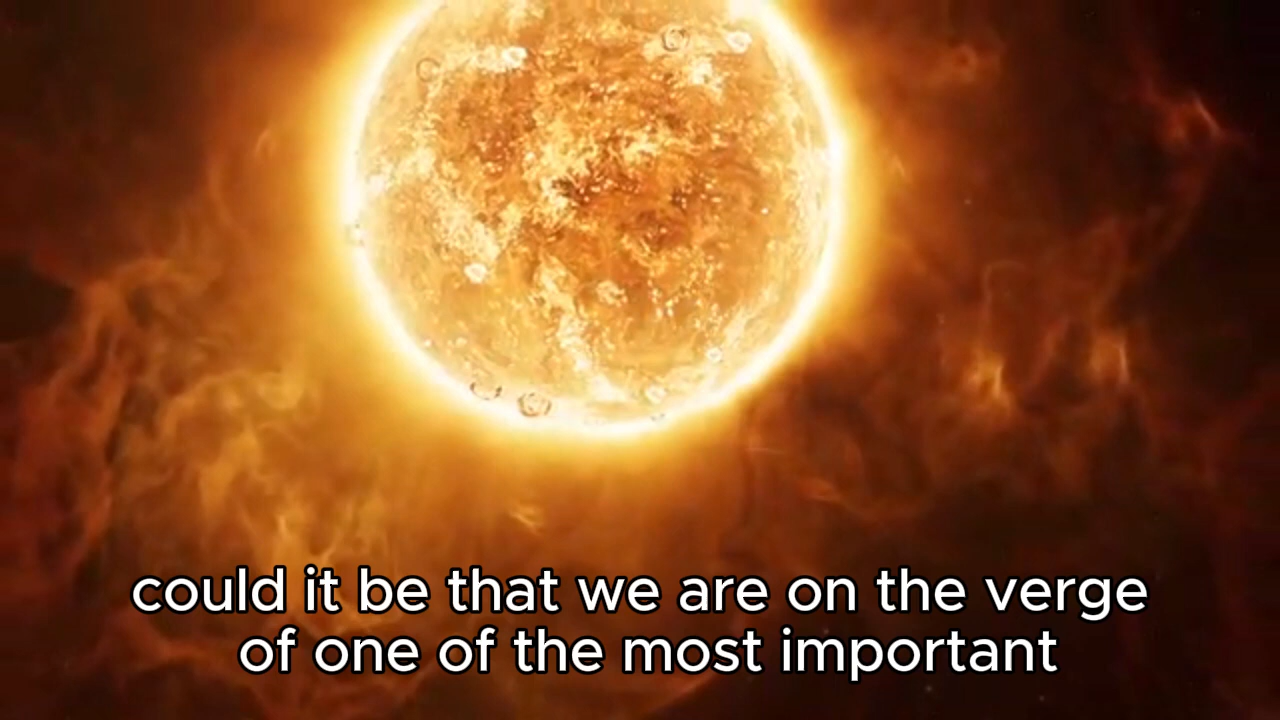 could it be that we are on the verge
of one of the most important